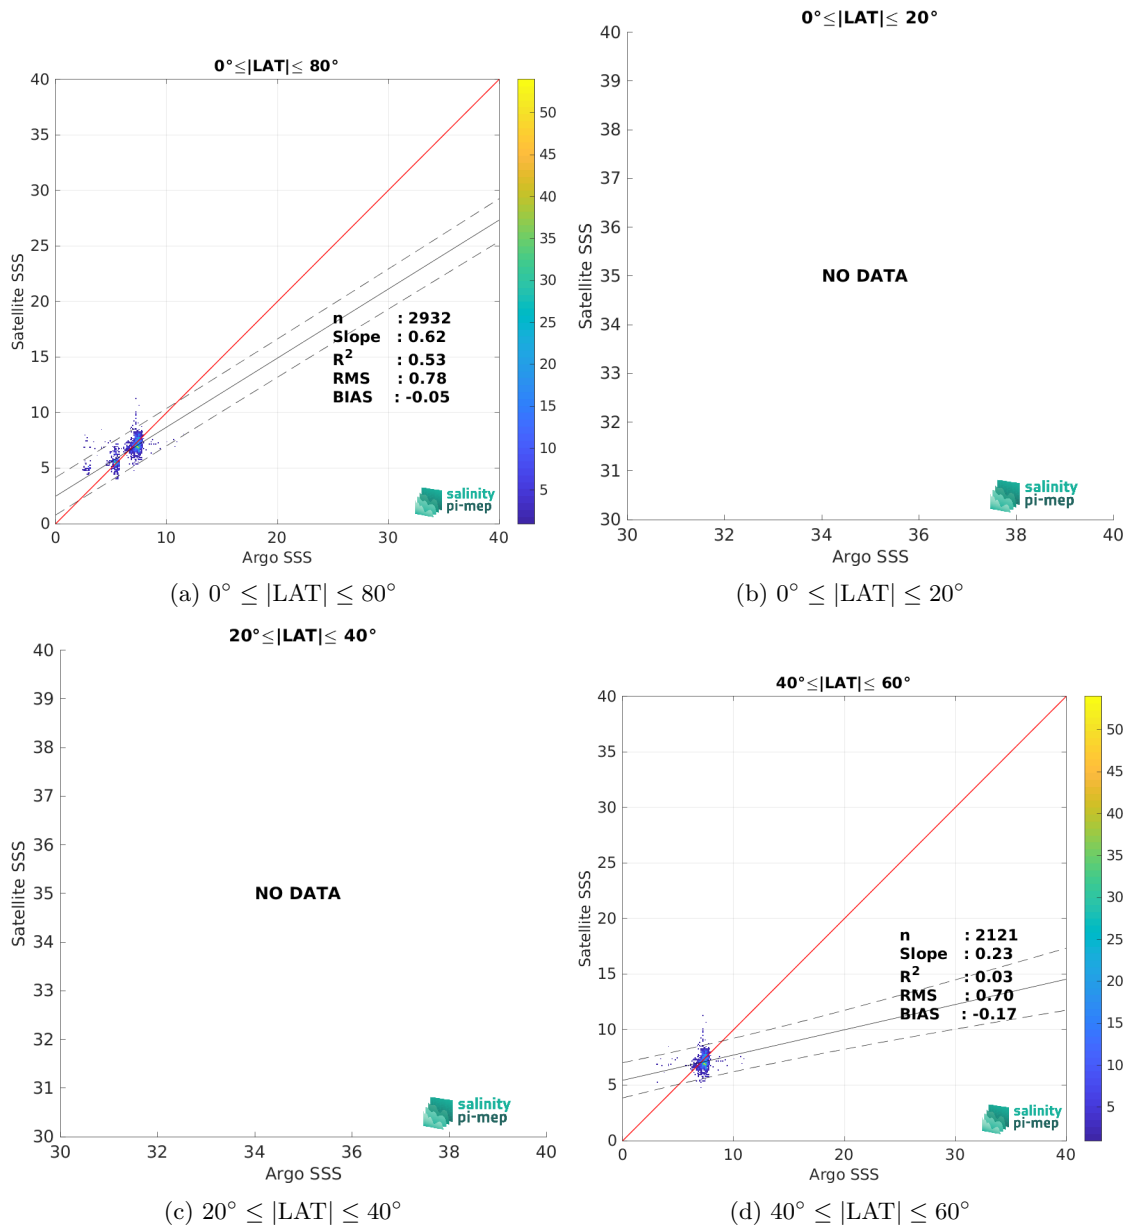 0°≤|LAT|≤ 80°
40
35
30
25
20
15
10
5
0
0
10
20
30
40
Satellite SSS
Argo SSS
n : 2932
Slope : 0.62
R2 : 0.53
RMS : 0.78
BIAS : -0.05
salinity
pi-mep
50
45
40
35
30
25
20
15
10
5
(a) 0° ≤ |LAT| ≤ 80°
0°≤|LAT|≤ 20°
40
39
38
37
36
35
34
33
32
31
30
30
32
34
36
38
40
Satellite SSS
Argo SSS
NO DATA
salinity
pi-mep
(b) 0° ≤ |LAT| ≤ 20°
20°≤|LAT|≤ 40°
40
39
38
37
36
35
34
33
32
31
30
30
32
34
36
38
40
Satellite SSS
Argo SSS
NO DATA
salinity
pi-mep
(c) 20° ≤ |LAT| ≤ 40°
40°≤|LAT|≤ 60°
40
35
30
25
20
15
10
5
0
0
10
20
30
40
Satellite SSS
Argo SSS
n : 2121
Slope : 0.23
R2 : 0.03
RMS : 0.70
BIAS : -0.17
salinity
pi-mep
50
45
40
35
30
25
20
15
10
5
(d) 40° ≤ |LAT| ≤ 60°